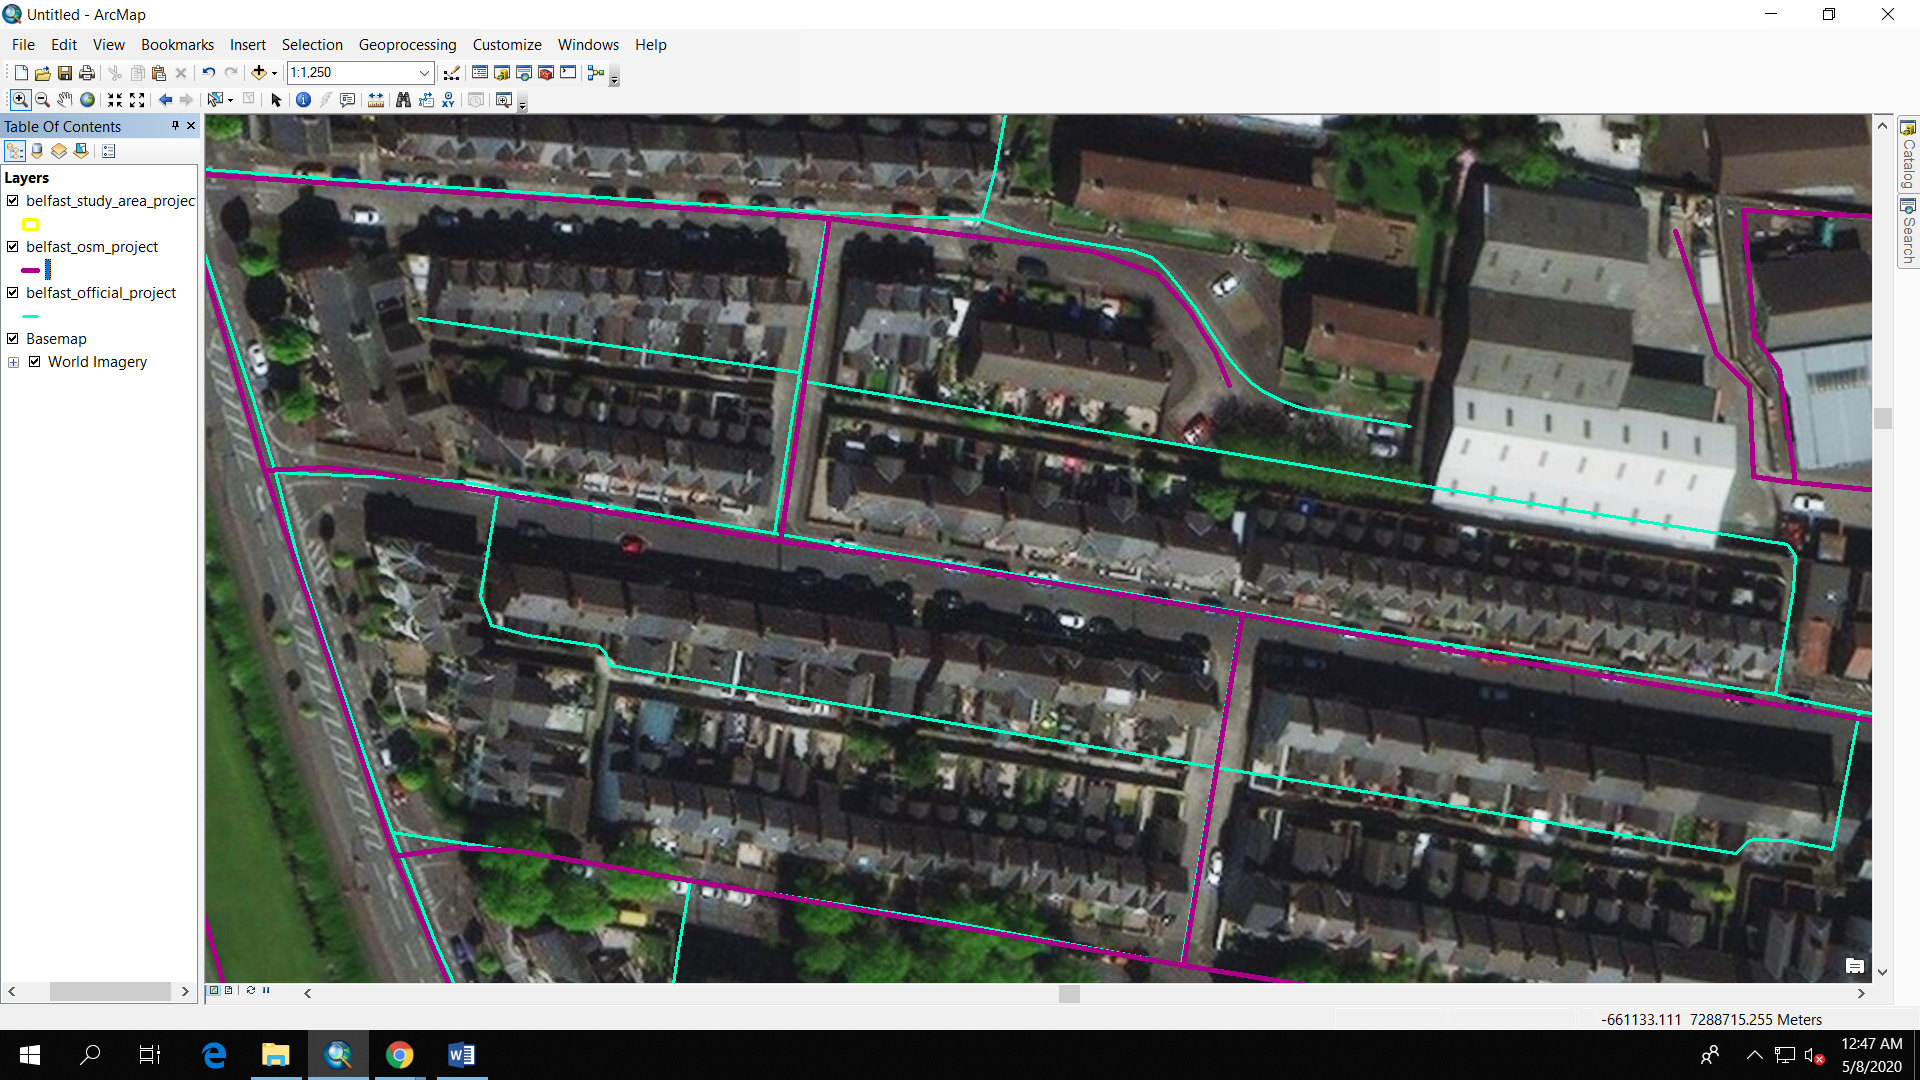 Untitled - ArcMap
File Edit View Bookmarks Insert Selection Geoprocessing Customize Windows Help
1:1,250
Table Of Contents
Layers
belfast_study_area_projec
belfast_osm_project
belfast_official_project
Basemap
World Imagery
Catalog
Search
-661133.111 7288715.255 Meters
12:47 AM
5/8/2020